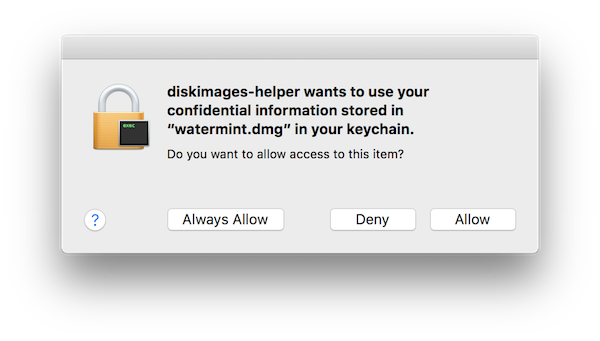 diskimages-helper wants to use your
confidential information stored in
“watermint.dmg” in your keychain.
Do you want to allow access to this item?
exec
?
Always Allow
Deny
Allow